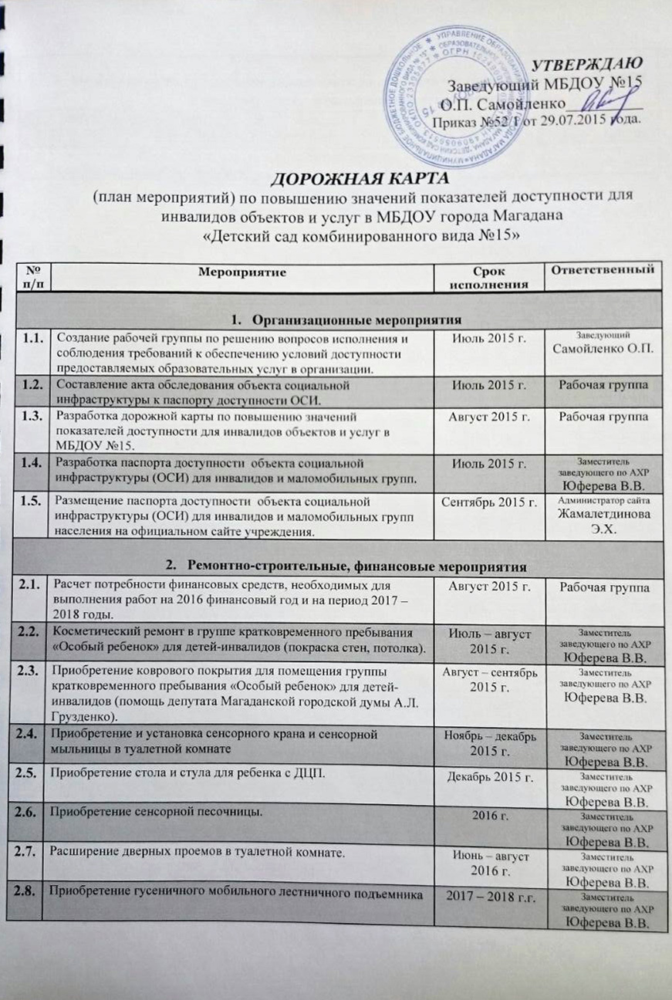 УТВЕРЖДАЮ
Заведующий МБДОУ №15
О.П. Самойленко
Приказ №52/1 от 29.07.2015 года.
ДОРОЖНАЯ КАРТА
(план мероприятий) по повышению значений показателей доступности для
инвалидов объектов и услуг в МБДОУ города Магадана
«Детский сад комбинированного вида №15»
№ п/п Мероприятие Срок исполнения Ответственный
1. Организационные мероприятия
1.1. Создание рабочей группы по решению вопросов исполнения и Июль 2015 г. Заведующий
соблюдения требований к обеспечению условий доступности Самойленко О.П.
предоставляемых образовательных услуг в организации.
1.2. Составление акта обследования объекта социальной Июль 2015 г. Рабочая группа
инфраструктуры к паспорту доступности ОСИ.
1.3. Разработка дорожной карты по повышению значений Август 2015 г. Рабочая группа
показателей доступности для инвалидов объектов и услуг в
МБДОУ №15.
1.4. Разработка паспорта доступности объекта социальной Июль 2015 г. Заместитель
инфраструктуры (ОСИ) для инвалидов и маломобильных групп. заведующего по АХР
Юферева В.В.
1.5. Размещение паспорта доступности объекта социальной Сентябрь 2015 г. Администратор сайта
инфраструктуры (ОСИ) для инвалидов и маломобильных групп Жамалетдинова
населения на официальном сайте учреждения. Э.Х.
2. Ремонтно-строительные, финансовые мероприятия
2.1. Расчет потребности финансовых средств, необходимых для Август 2015 г. Рабочая группа
выполнения работ на 2016 финансовый год и на период 2017 –
2018 годы.
2.2. Косметический ремонт в группе кратковременного пребывания Июль – август Заместитель
«Особый ребенок» для детей-инвалидов (покраска стен, потолка). 2015 г. заведующего по АХР
Юферева В.В.
2.3. Приобретение коврового покрытия для помещения группы Август – сентябрь Заместитель
кратковременного пребывания «Особый ребенок» для детей- 2015 г. заведующего по АХР
инвалидов (помощь депутата Магаданской городской думы А.Л. Юферева В.В.
Грузденко).
2.4. Приобретение и установка сенсорного крана и сенсорной Ноябрь – декабрь Заместитель
мыльницы в туалетной комнате 2015 г. заведующего по АХР
Юферева В.В.
2.5. Приобретение стола и стула для ребенка с ДЦП. Декабрь 2015 г. Заместитель
заведующего по АХР
Юферева В.В.
2.6. Приобретение сенсорной песочницы. 2016 г. Заместитель
заведующего по АХР
Юферева В.В.
2.7. Расширение дверных проемов в туалетной комнате. Июнь – август Заместитель
2016 г. заведующего по АХР
Юферева В.В.
2.8. Приобретение гусеничного мобильного лестничного подъемника 2017 – 2018 г.г. Заместитель
заведующего по АХР
Юферева В.В.